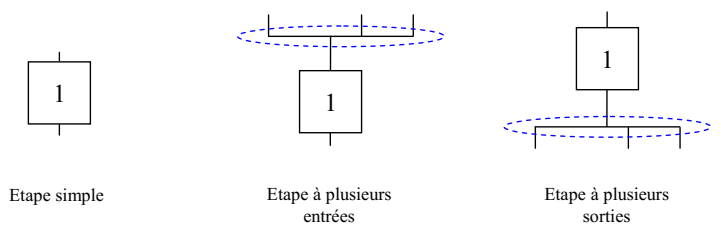 1
1
1
Etape simple
Etape à plusieurs
entrées
Etape à plusieurs
sorties